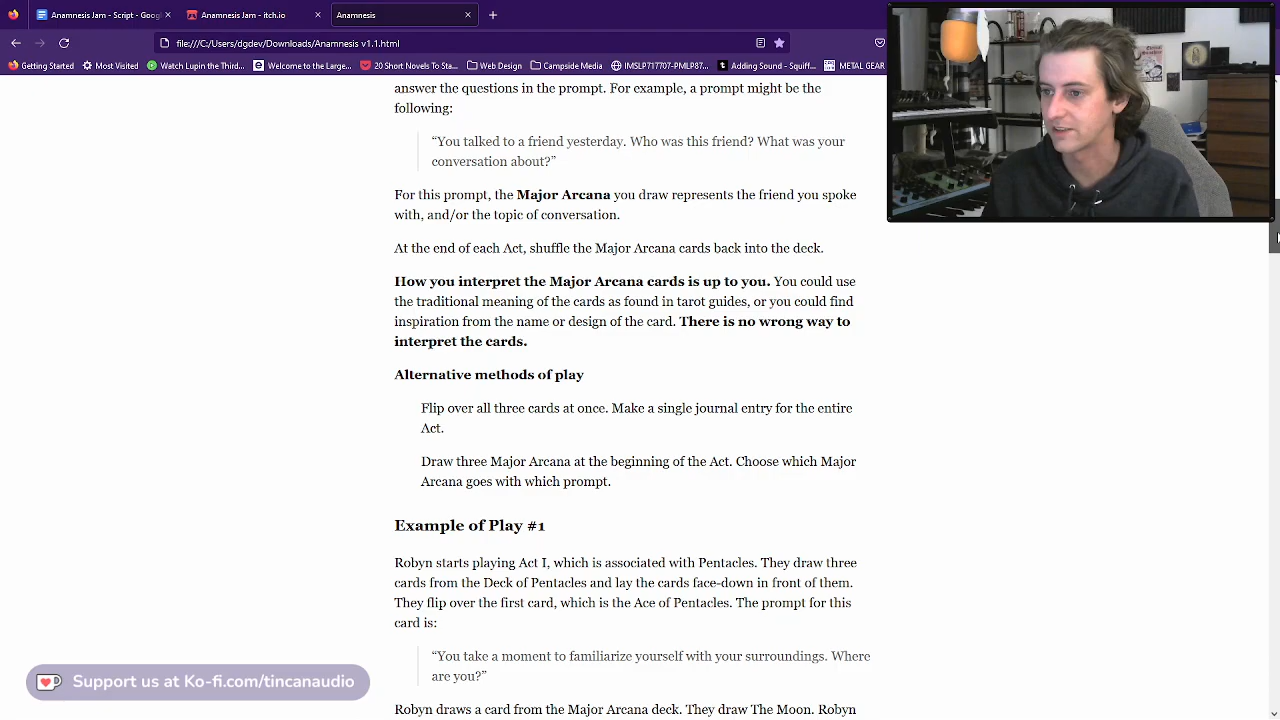 Anamnesis Jam - Script - Goog
Anamnesis Jam -
Anamnesis
file:///C:/Users/dgdev/Downloads/Anamnesis v1.1.html
Getting Started
Most Visited
Watch Lupin the Third ...
Welcome to the Large...
20 Short Novels To ...
Web Design
Campside Media
IMSLP717707-PMLP87...
Adding Sound - Squiff...
METAL GEAR
answer the questions in the prompt. For example, a prompt might be the
following:
“You talked to a friend yesterday. Who was this friend? What was your
conversation about?”
For this prompt, the Major Arcana you draw represents the friend you spoke
with, and/or the topic of conversation.
At the end of each Act, shuffle the Major Arcana cards back into the deck.
How you interpret the Major Arcana cards is up to you. You could use
the traditional meaning of the cards as found in tarot guides, or you could find
inspiration from the name or design of the card. There is no wrong way to
interpret the cards.
Alternative methods of play
Flip over all three cards at once. Make a single journal entry for the entire
Act.
Draw three Major Arcana at the beginning of the Act. Choose which Major
Arcana goes with which prompt.
Example of Play #1
Robyn starts playing Act I, which is associated with Pentacles. They draw three
cards from the Deck of Pentacles and lay the cards face-down in front of them.
They flip over the first card, which is the Ace of Pentacles. The prompt for this
card is:
“You take a moment to familiarize yourself with your surroundings. Where
are you?”
Robyn draws a card from the Major Arcana deck. They draw The Moon. Robyn
Support us at Ko-fi.com/tincanaudio